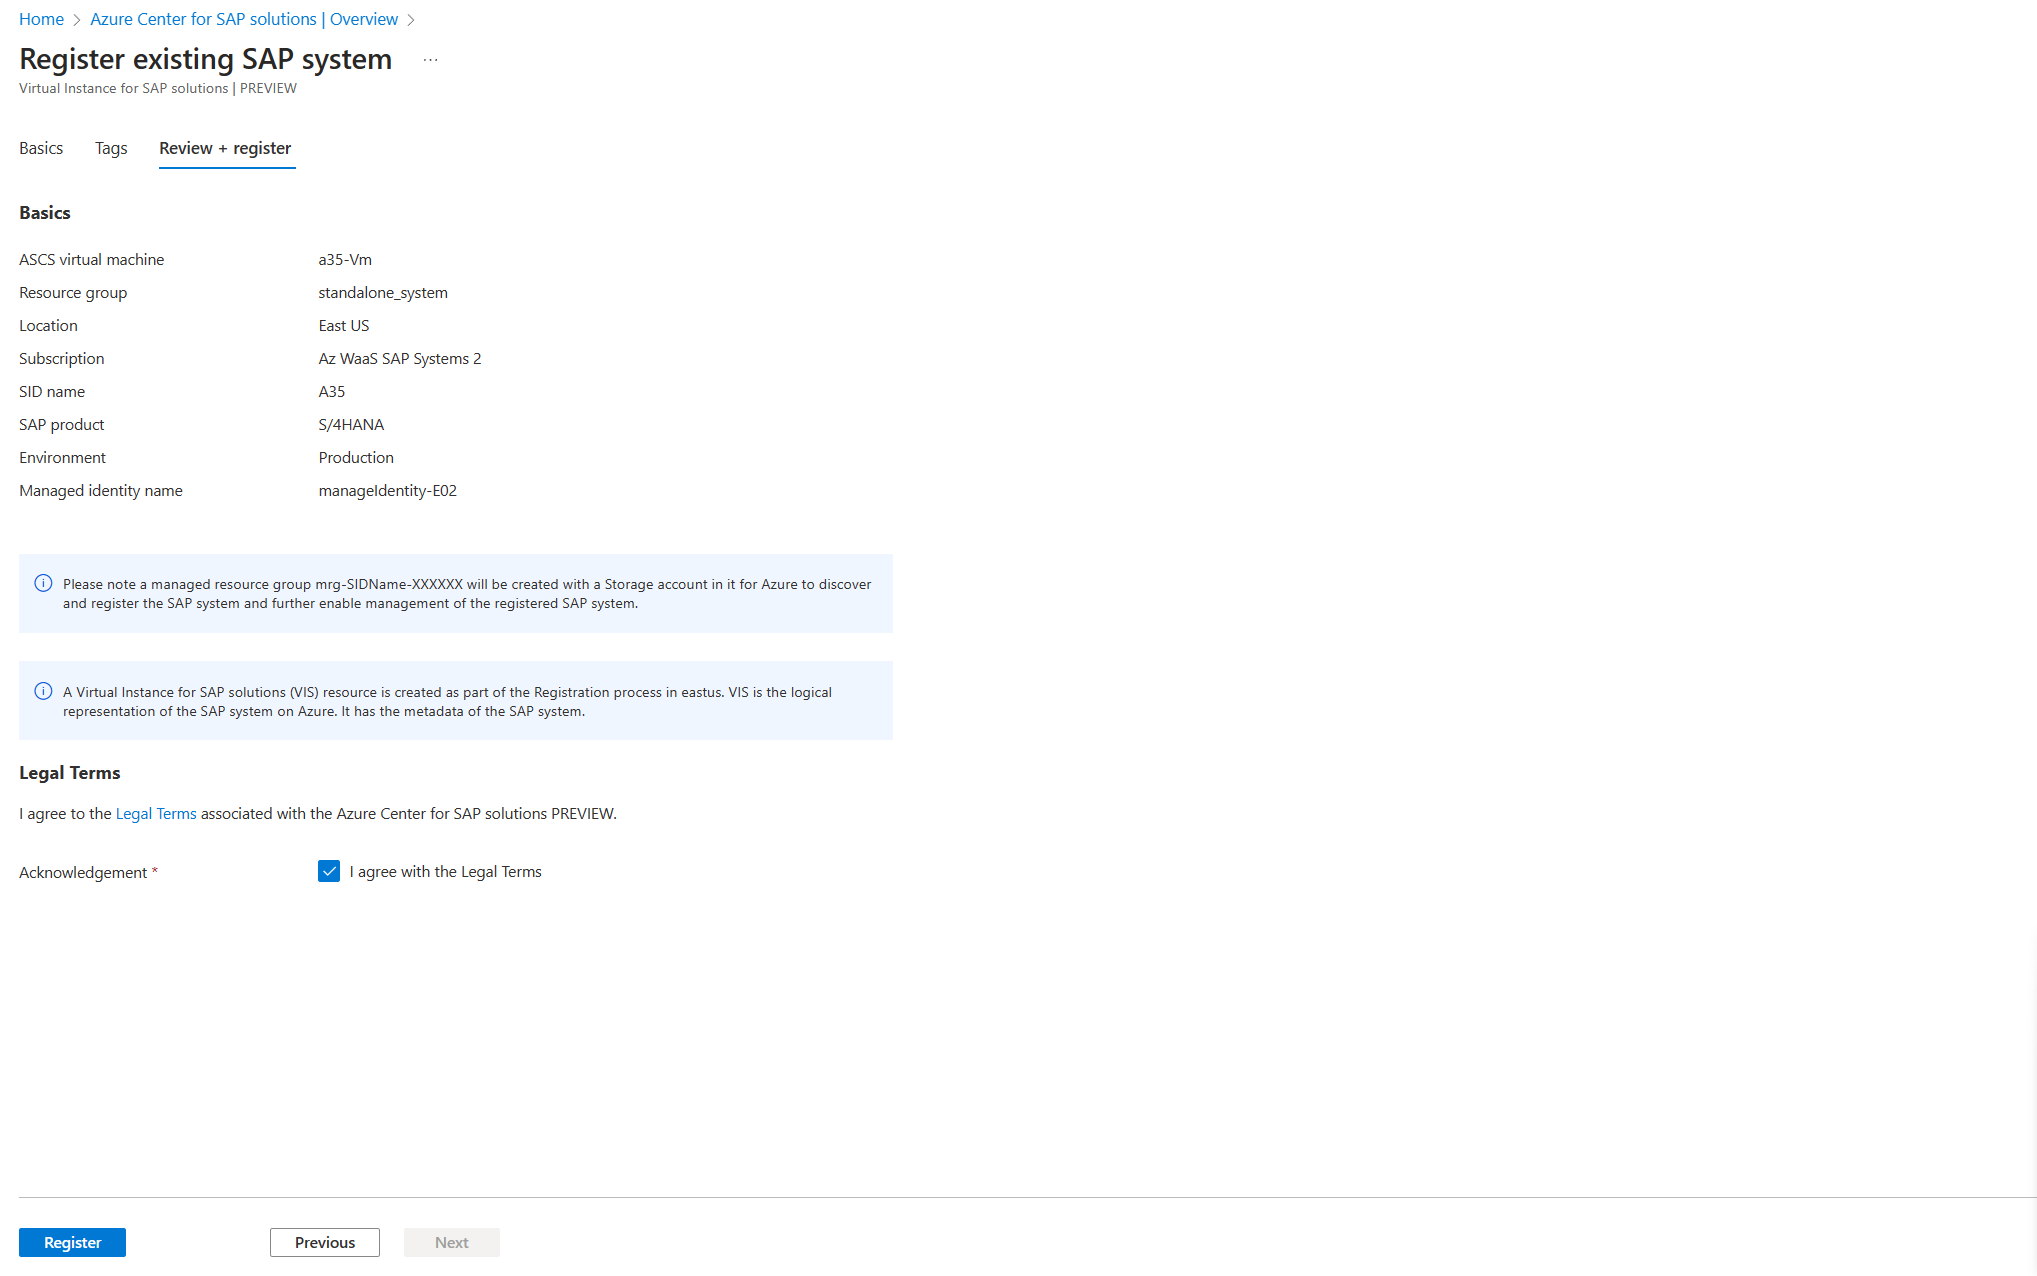 Home > Azure Center for SAP solutions | Overview >
Register existing SAP system ...
Virtual Instance for SAP solutions | PREVIEW
Basics Tags Review + register
Basics
ASCS virtual machine a35-Vm
Resource group standalone_system
Location East US
Subscription Az WaaS SAP Systems 2
SID name A35
SAP product S/4HANA
Environment Production
Managed identity name manageIdentity-E02
Please note a managed resource group mrg-SIDName-XXXXXX will be created with a Storage account in it for Azure to discover
and register the SAP system and further enable management of the registered SAP system.
A Virtual Instance for SAP solutions (VIS) resource is created as part of the Registration process in eastus. VIS is the logical
representation of the SAP system on Azure. It has the metadata of the SAP system.
Legal Terms
I agree to the Legal Terms associated with the Azure Center for SAP solutions PREVIEW.
Acknowledgement * I agree with the Legal Terms
Register Previous Next